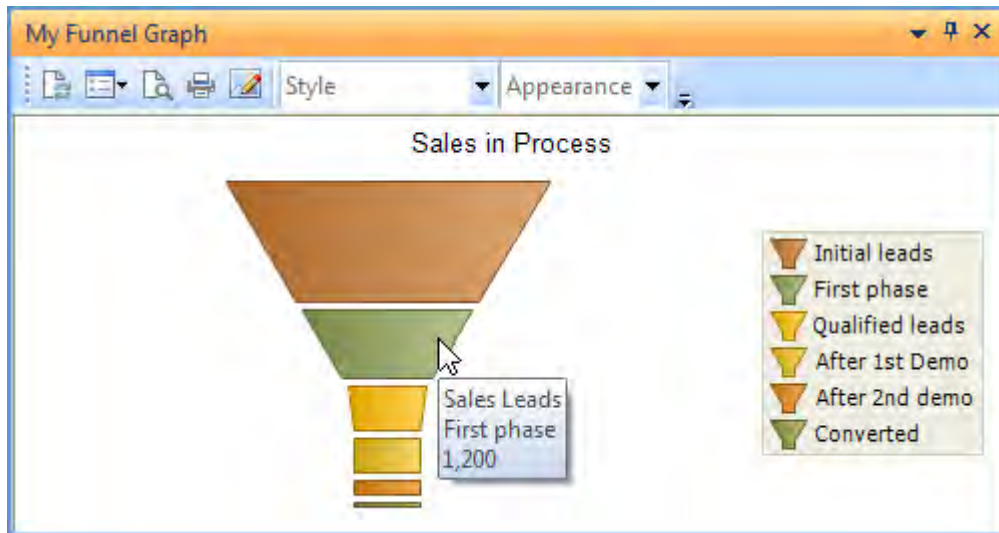 My Funnel Graph
Style
Appearance
Sales in Process
Initial leads
First phase
Qualified leads
After 1st Demo
After 2nd demo
Converted
Sales Leads
First phase
1,200